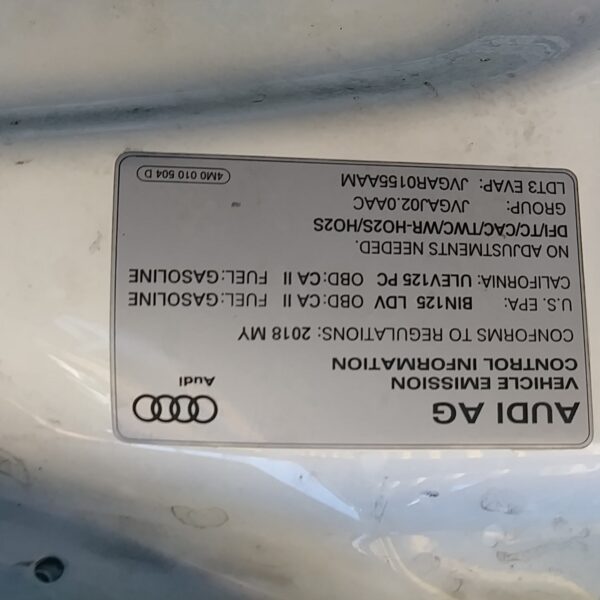 AUDI AG
Audi
VEHICLE EMISSION
CONTROL INFORMATION
CONFORMS TO REGULATIONS: 2018 MY
U.S. EPA: BIN125 LDV OBD:CA II FUEL:GASOLINE
CALIFORNIA: ULEV125 PC OBD:CA II FUEL:GASOLINE
NO ADJUSTMENTS NEEDED.
DFI/TC/CAC/TWC/WR-HO2S/HO2S
GROUP: JVGAJ02.0AAC
LDT3 EVAP: JVGAR0155AAM
4M0 010 504 D